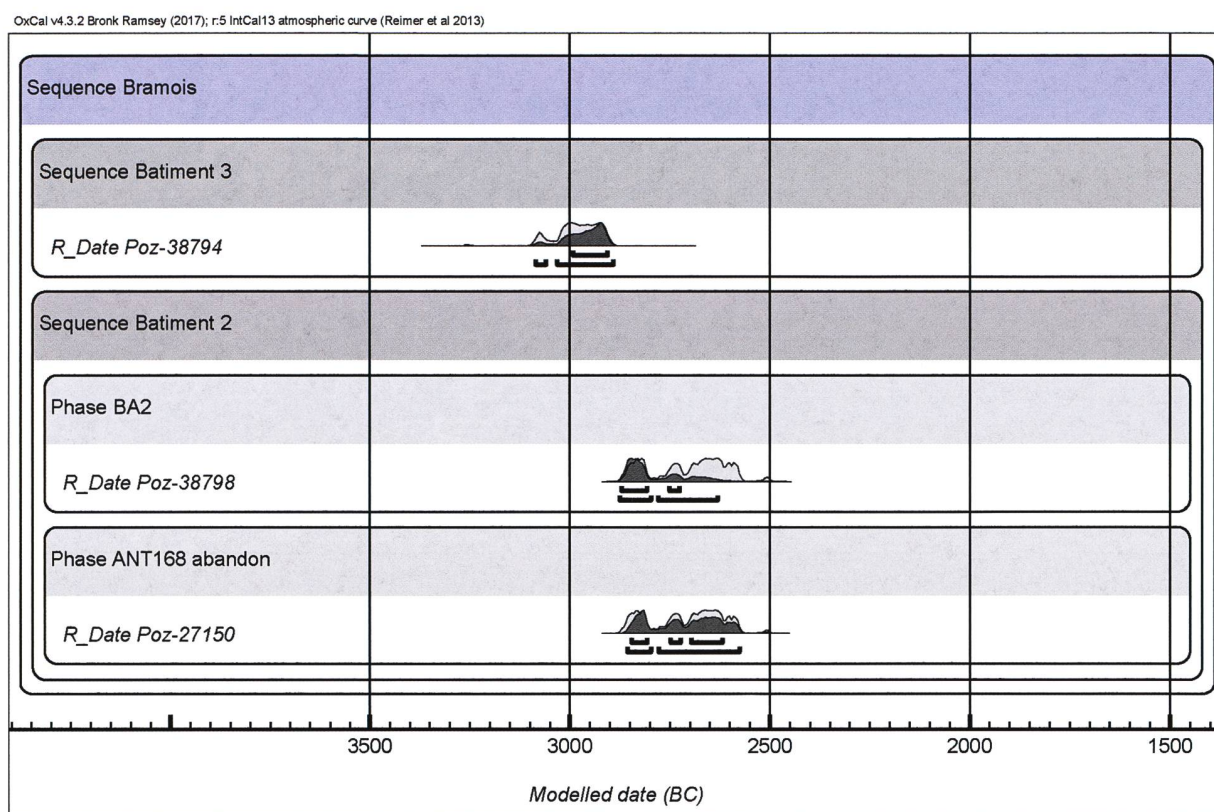 OxCal v4.3.2 Bronk Ramsey (2017); r:5 IntCal13 atmospheric curve (Reimer et al 2013)
Sequence Bramois
Sequence Batiment 3
R_Date Poz-38794
Sequence Batiment 2
Phase BA2
R_Date Poz-38798
Phase ANT168 abandon
R_Date Poz-27150
3500 3000 2500 2000 1500
Modelled date (BC)